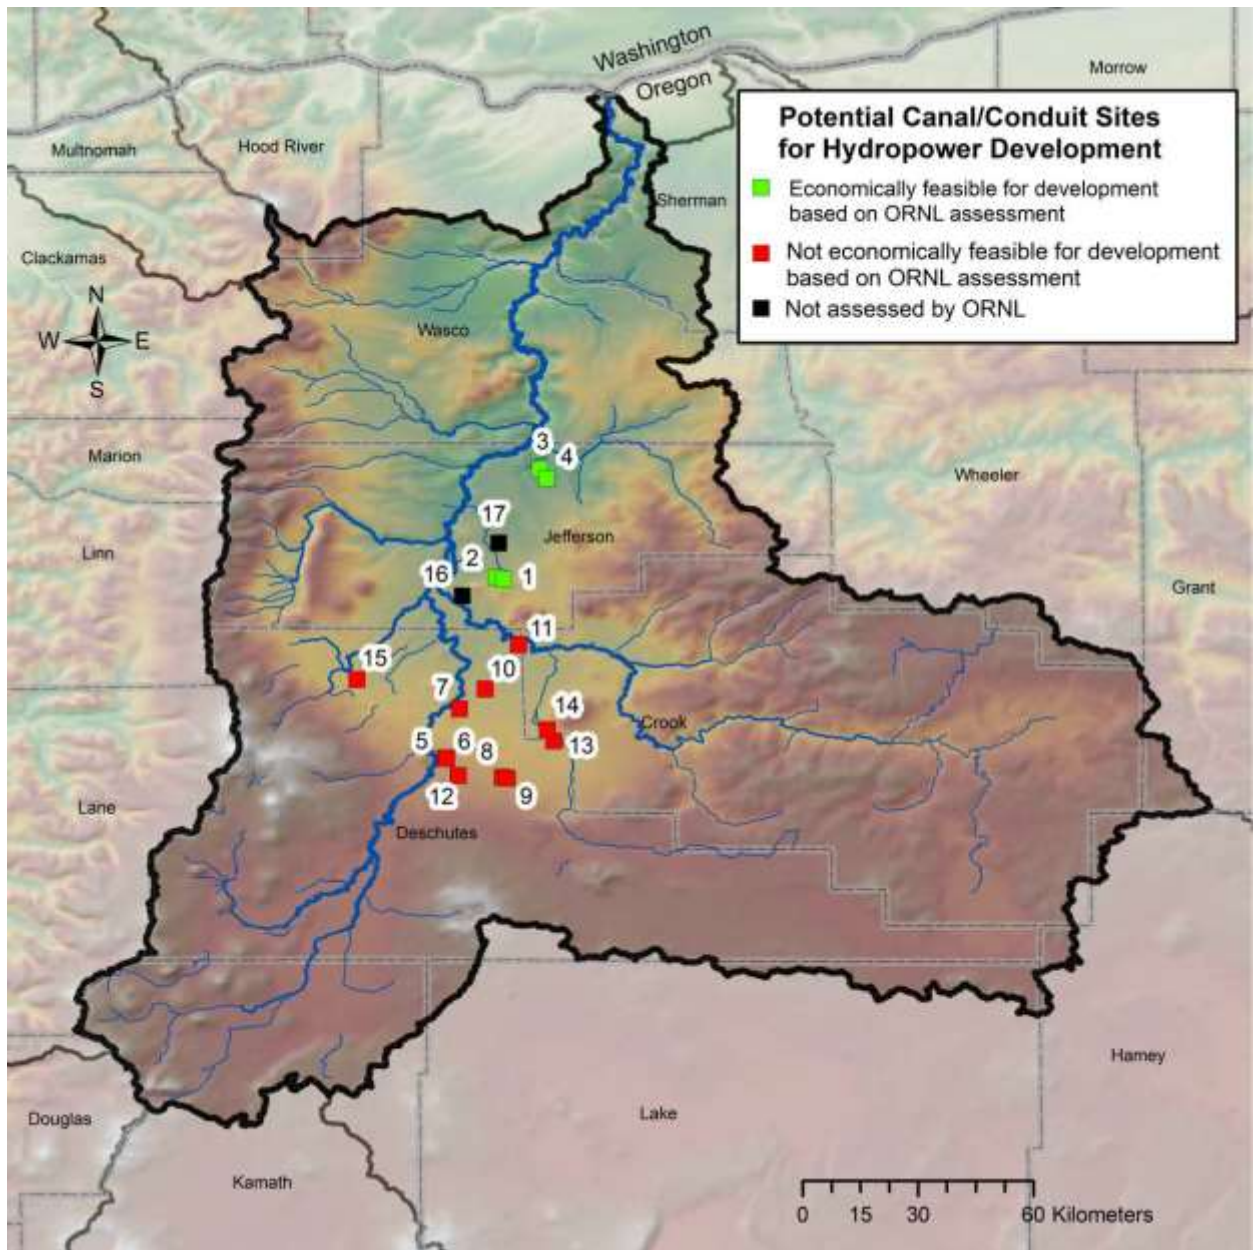 Washington
Oregon
Morrow
Potential Canal/Conduit Sites
for Hydropower Development
Economically feasible for development
based on ORNL assessment
Not economically feasible for development
based on ORNL assessment
Not assessed by ORNL
Multnomah
Hood River
Sherman
Clackamas
N
W E
S
Wasco
3
4
Marion
Wheeler
17
Jefferson
Linn
2
16
1
Grant
11
15
10
7
14
Crook
5
6
8
13
12
9
Lane
Deschutes
Harney
Lake
Douglas
Kamath
0 15 30 60 Kilometers